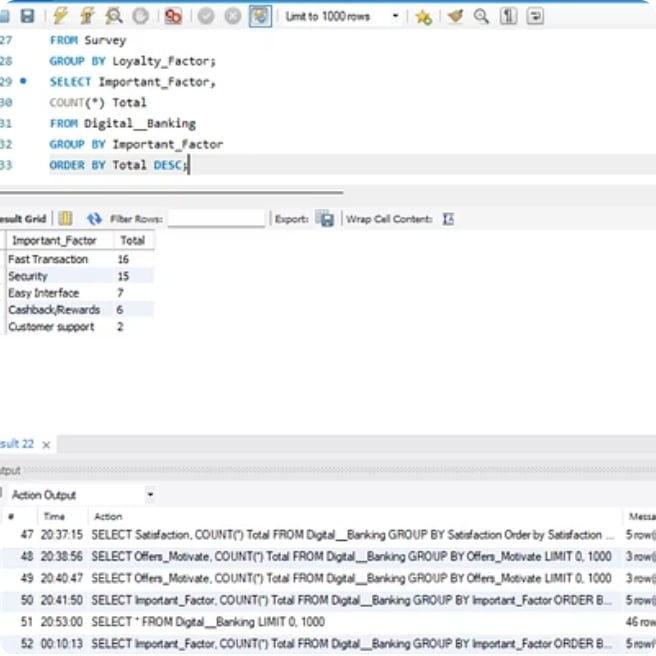 Limit to 1000 rows
27 FROM Survey
28 GROUP BY Loyalty_Factor;
29 SELECT Important_Factor,
30 COUNT(*) Total
31 FROM Digital__Banking
32 GROUP BY Important_Factor
33 ORDER BY Total DESC;
esult Grid Filter Rows: Export: Wrap Cell Content:
Important_Factor Total
Fast Transaction 16
Security 15
Easy Interface 7
Cashback/Rewards 6
Customer support 2
sult 22 ×
utput
Action Output
# Time Action Messa
47 20:37:15 SELECT Satisfaction, COUNT(*) Total FROM Digital__Banking GROUP BY Satisfaction Order by Satisfaction ... 5 row(
48 20:38:56 SELECT Offers_Motivate, COUNT(*) Total FROM Digital__Banking GROUP BY Offers_Motivate LIMIT 0, 1000 3 row(
49 20:40:47 SELECT Offers_Motivate, COUNT(*) Total FROM Digital__Banking GROUP BY Offers_Motivate LIMIT 0, 1000 3 row(
50 20:41:50 SELECT Important_Factor, COUNT(*) Total FROM Digital__Banking GROUP BY Important_Factor ORDER B... 5 row(
51 20:53:00 SELECT * FROM Digital__Banking LIMIT 0, 1000 46 row
52 00:10:13 SELECT Important_Factor, COUNT(*) Total FROM Digital__Banking GROUP BY Important_Factor ORDER B... 5 row(